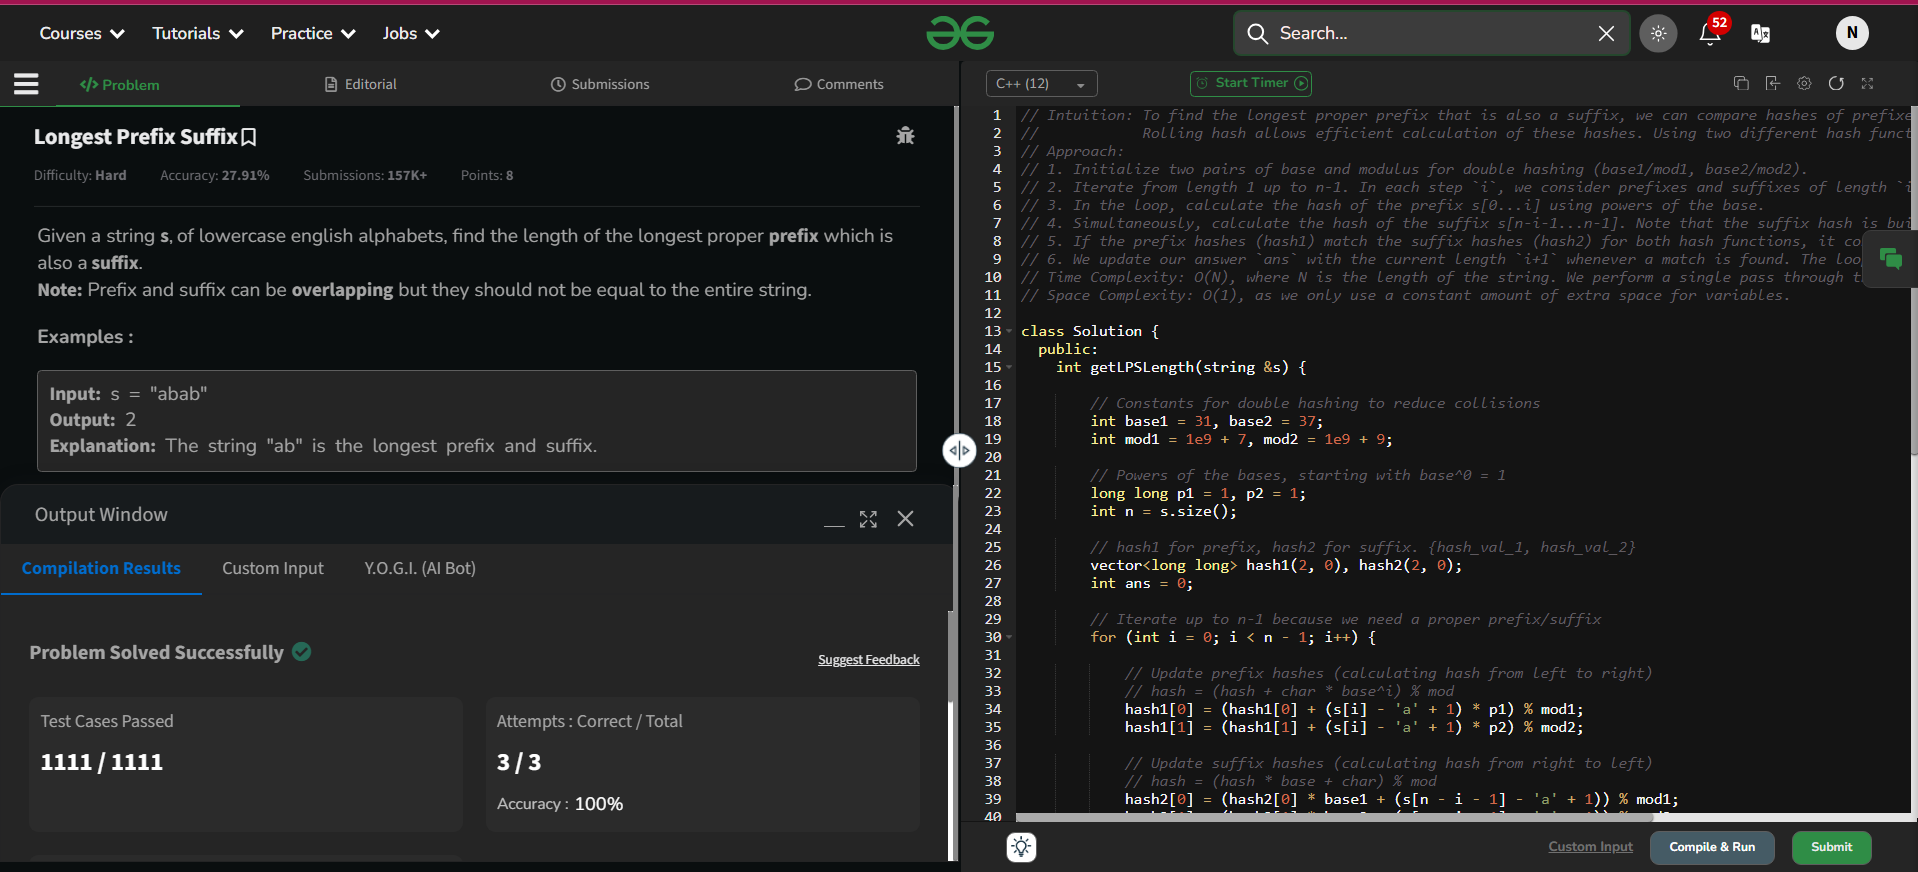 Courses Tutorials Practice Jobs Search... 52 N
Problem Editorial Submissions Comments
C++ (12) Start Timer
Longest Prefix Suffix
Difficulty: Hard Accuracy: 27.91% Submissions: 157K+ Points: 8
Given a string s, of lowercase english alphabets, find the length of the longest proper prefix which is
also a suffix.
Note: Prefix and suffix can be overlapping but they should not be equal to the entire string.
Examples :
Input: s = "abab"
Output: 2
Explanation: The string "ab" is the longest prefix and suffix.
Output Window
Compilation Results Custom Input Y.O.G.I. (AI Bot)
Problem Solved Successfully
Suggest Feedback
Test Cases Passed
1111 / 1111
Attempts : Correct / Total
3 / 3
Accuracy : 100%
1 // Intuition: To find the longest proper prefix that is also a suffix, we can compare hashes of prefixe
2 // Rolling hash allows efficient calculation of these hashes. Using two different hash funct
3 // Approach:
4 // 1. Initialize two pairs of base and modulus for double hashing (base1/mod1, base2/mod2).
5 // 2. Iterate from length 1 up to n-1. In each step `i`, we consider prefixes and suffixes of length `i
6 // 3. In the loop, calculate the hash of the prefix s[0...i] using powers of the base.
7 // 4. Simultaneously, calculate the hash of the suffix s[n-i-1...n-1]. Note that the suffix hash is bui
8 // 5. If the prefix hashes (hash1) match the suffix hashes (hash2) for both hash functions, it co
9 // 6. We update our answer `ans` with the current length `i+1` whenever a match is found. The loo
10 // Time Complexity: O(N), where N is the length of the string. We perform a single pass through t
11 // Space Complexity: O(1), as we only use a constant amount of extra space for variables.
12
13 class Solution {
14 public:
15 int getLPSLength(string &s) {
16
17 // Constants for double hashing to reduce collisions
18 int base1 = 31, base2 = 37;
19 int mod1 = 1e9 + 7, mod2 = 1e9 + 9;
20
21 // Powers of the bases, starting with base^0 = 1
22 long long p1 = 1, p2 = 1;
23 int n = s.size();
24
25 // hash1 for prefix, hash2 for suffix. {hash_val_1, hash_val_2}
26 vector<long long> hash1(2, 0), hash2(2, 0);
27 int ans = 0;
28
29 // Iterate up to n-1 because we need a proper prefix/suffix
30 for (int i = 0; i < n - 1; i++) {
31
32 // Update prefix hashes (calculating hash from left to right)
33 // hash = (hash + char * base^i) % mod
34 hash1[0] = (hash1[0] + (s[i] - 'a' + 1) * p1) % mod1;
35 hash1[1] = (hash1[1] + (s[i] - 'a' + 1) * p2) % mod2;
36
37 // Update suffix hashes (calculating hash from right to left)
38 // hash = (hash * base + char) % mod
39 hash2[0] = (hash2[0] * base1 + (s[n - i - 1] - 'a' + 1)) % mod1;
40
Custom Input Compile & Run Submit